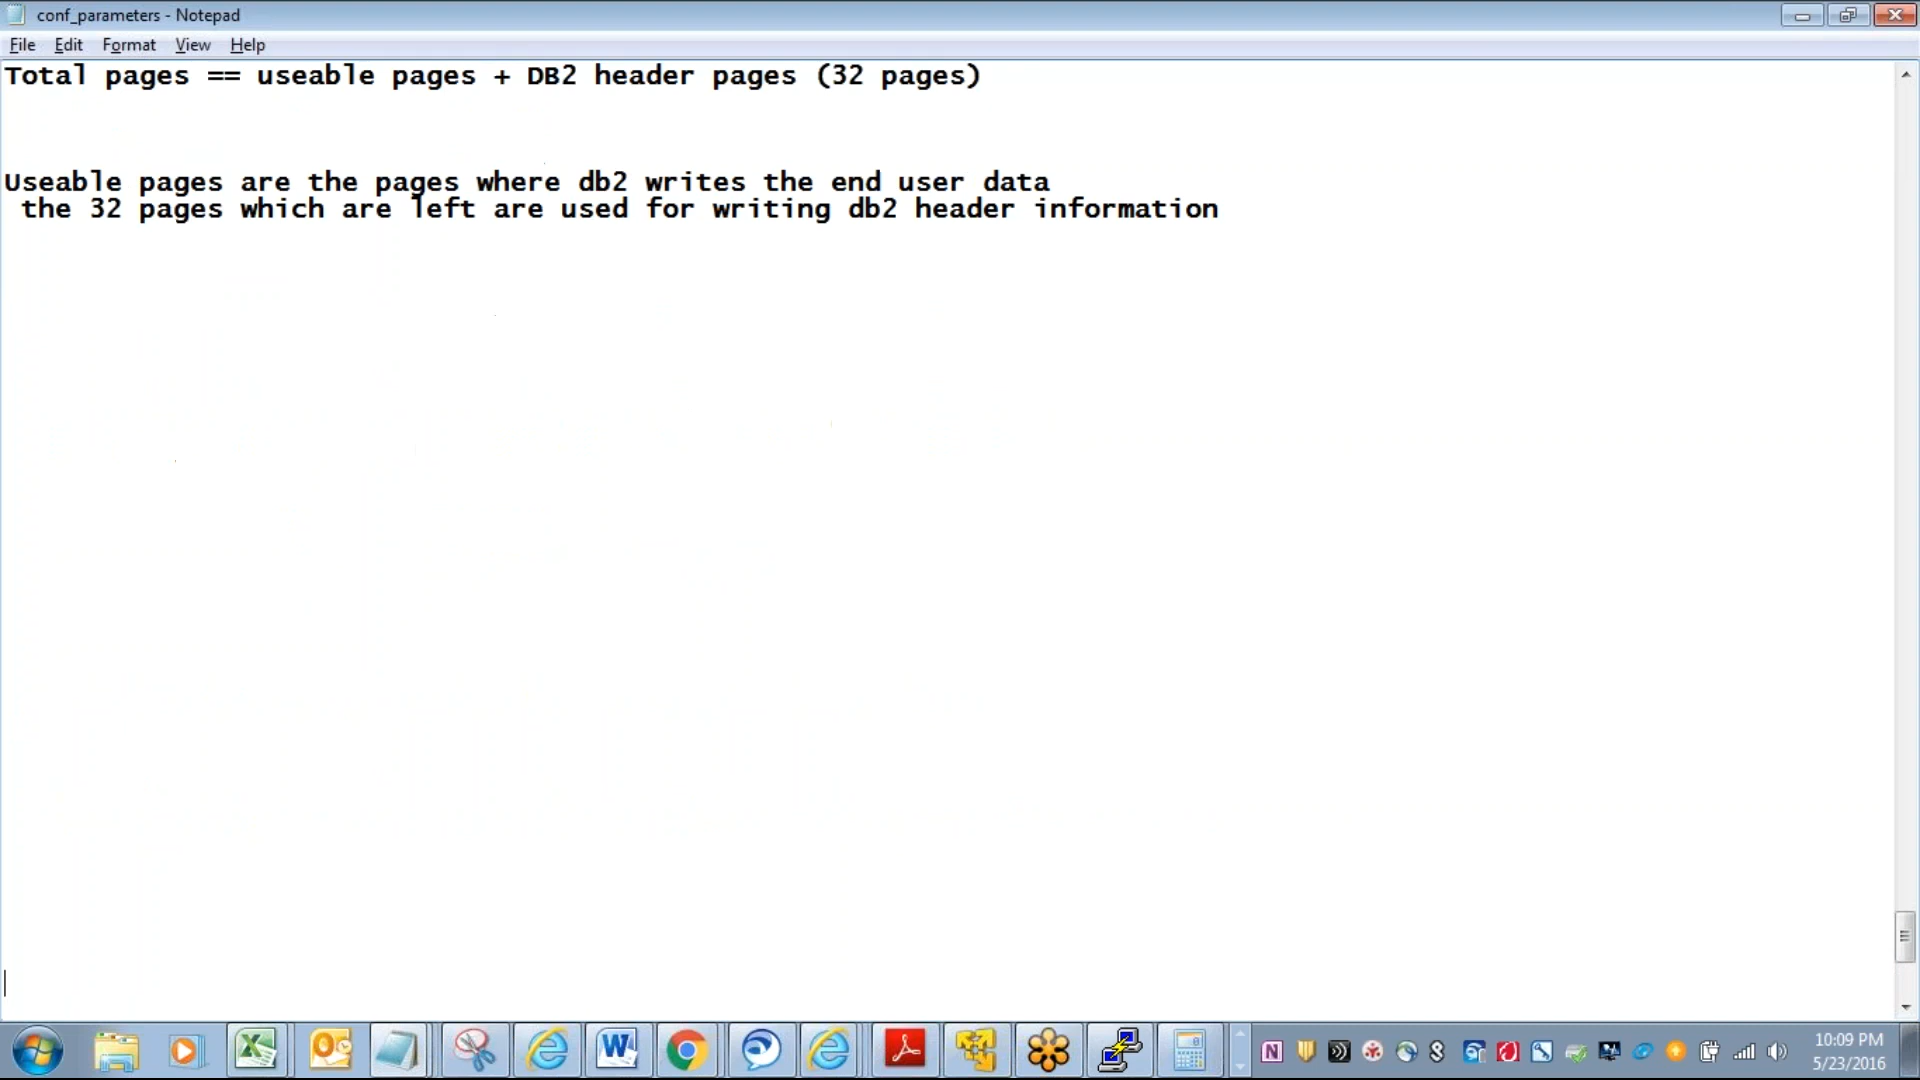 conf_parameters - Notepad
File Edit Format View Help
Total pages == useable pages + DB2 header pages (32 pages)
Useable pages are the pages where db2 writes the end user data
the 32 pages which are left are used for writing db2 header information
10:09 PM
5/23/2016